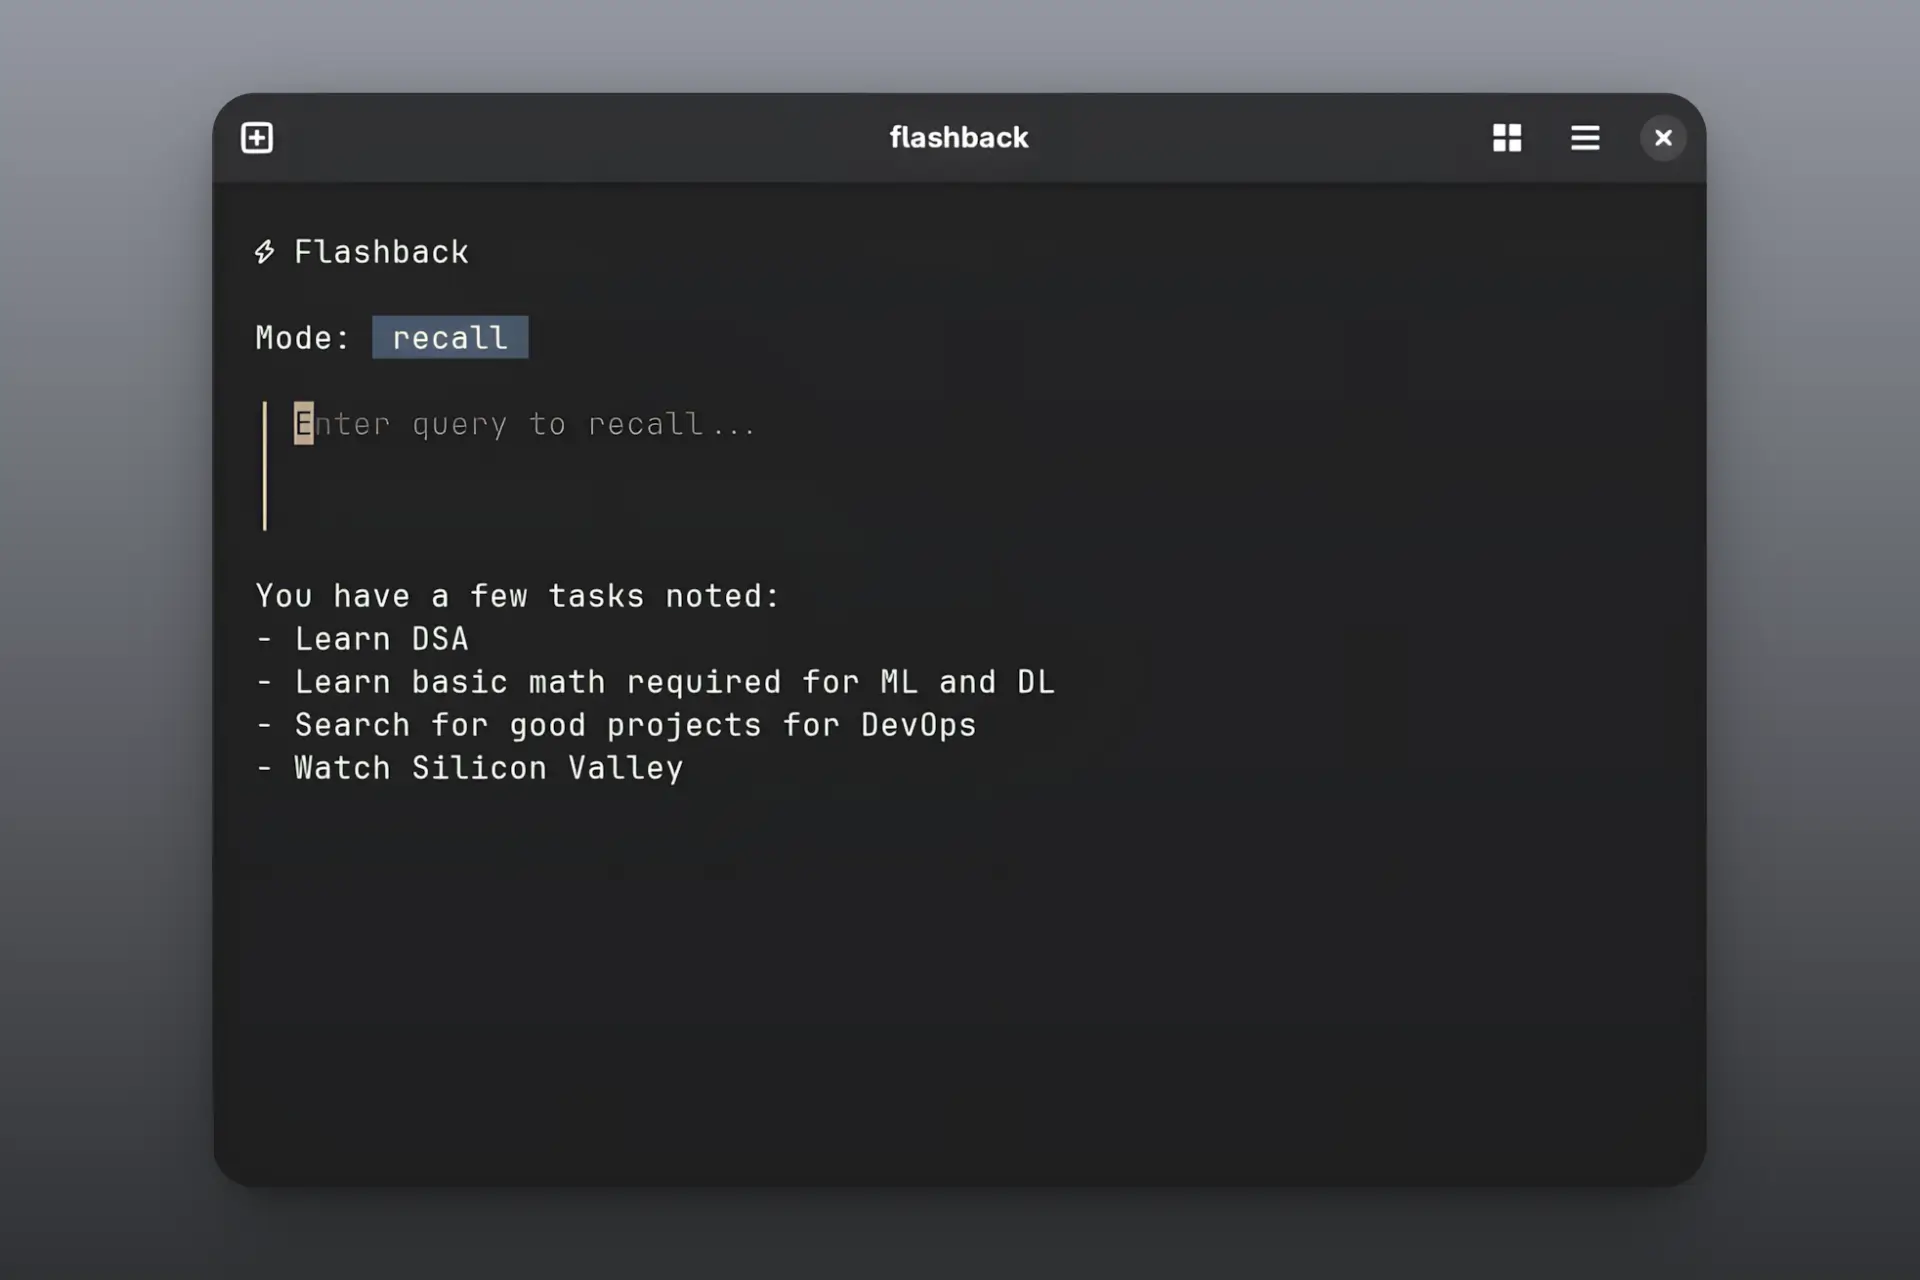 flashback
Flashback
Mode: recall
Enter query to recall...
You have a few tasks noted:
- Learn DSA
- Learn basic math required for ML and DL
- Search for good projects for DevOps
- Watch Silicon Valley